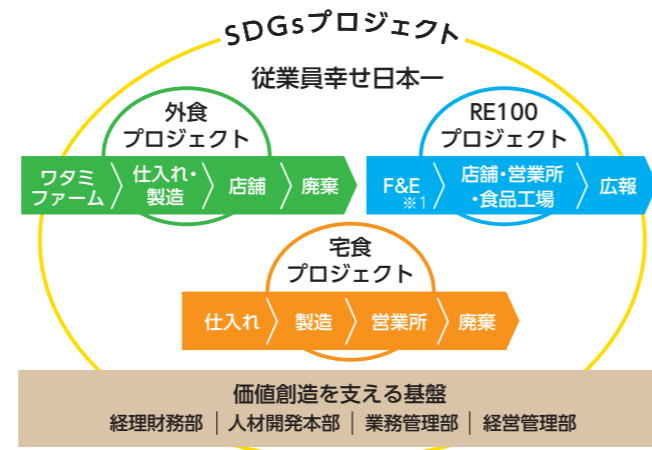 SDGsプロジェクト
従業員幸せ日本一
外食
プロジェクト
ワタミ
ファーム
仕入れ・
製造
店舗
廃棄
RE100
プロジェクト
F&E
※1
店舗・営業所
・食品工場
広報
宅食
プロジェクト
仕入れ
製造
営業所
廃棄
価値創造を支える基盤
経理財務部｜人材開発本部｜業務管理部｜経営管理部